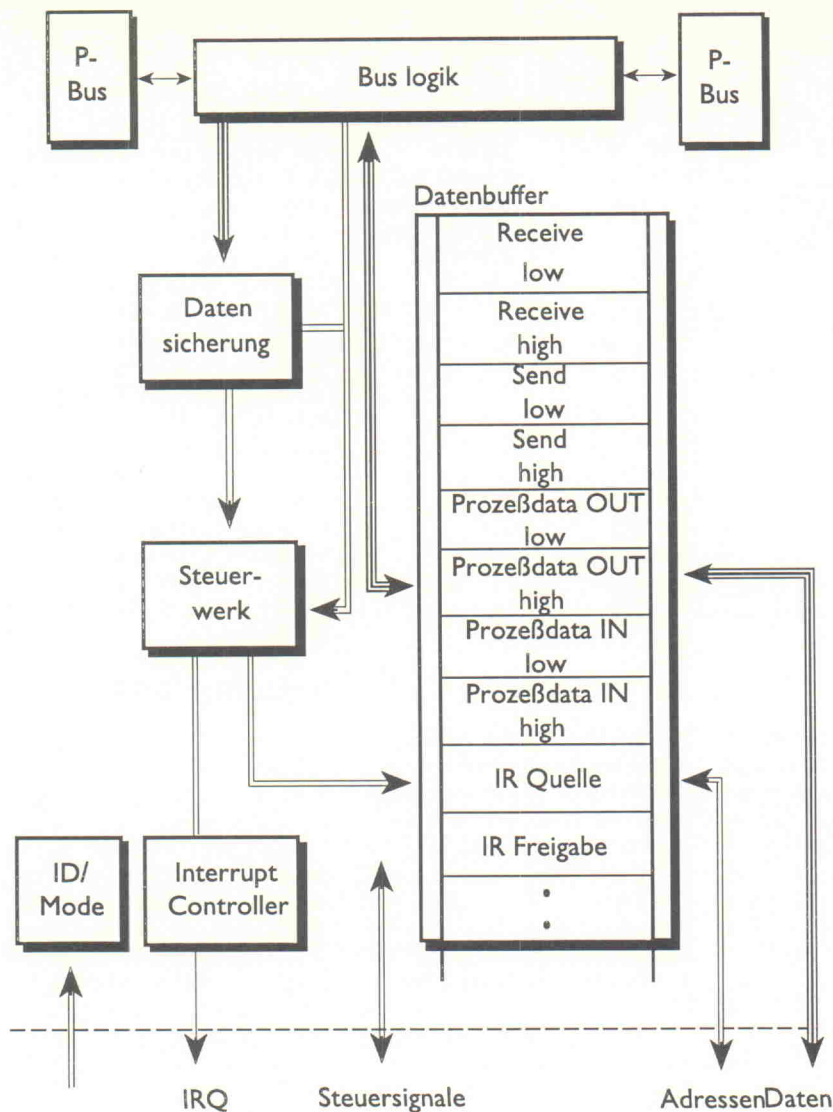 P-
Bus
Bus logik
P-
Bus
Datenbuffer
Receive
low
Receive
high
Send
low
Send
high
Prozeßdata OUT
low
Prozeßdata OUT
high
Prozeßdata IN
low
Prozeßdata IN
high
IR Quelle
IR Freigabe
Daten
sicherung
Steuer-
werk
ID/
Mode
Interrupt
Controller
IRQ
Steuersignale
Adressen
Daten